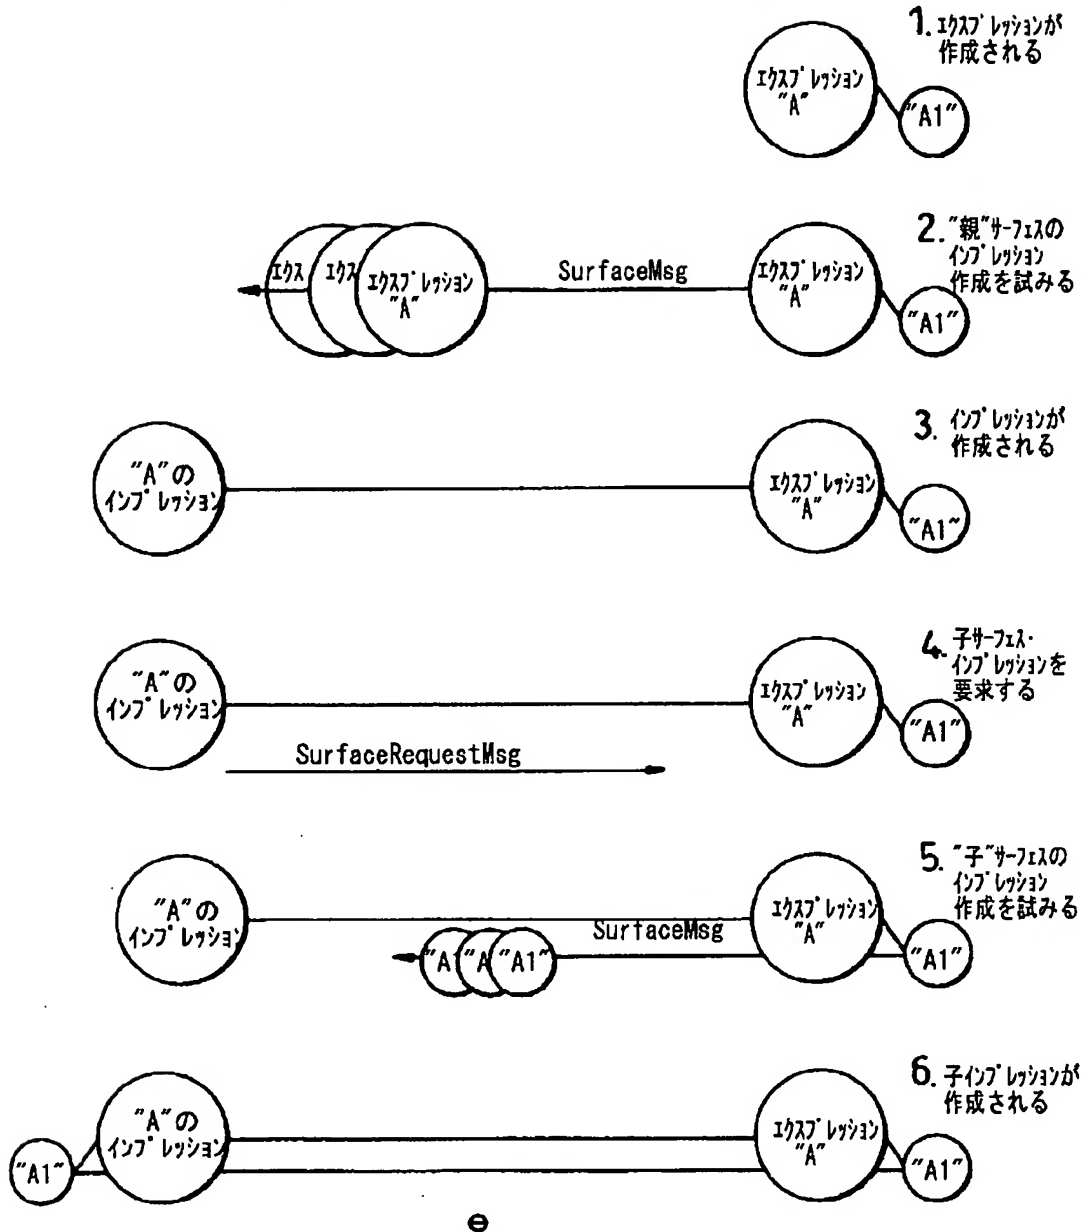 1. エクスプレッションが
作成される
エクスプレッション
"A"
"A1"
2. "親"サーフェスの
インプレッション
作成を試みる
エクス
エクス
エクスプレッション
"A"
SurfaceMsg
エクスプレッション
"A"
"A1"
3. インプレッションが
作成される
"A"の
インプレッション
エクスプレッション
"A"
"A1"
4. 子サーフェス・
インプレッションを
要求する
"A"の
インプレッション
エクスプレッション
"A"
"A1"
SurfaceRequestMsg
5. "子"サーフェスの
インプレッション
作成を試みる
"A"の
インプレッション
エクスプレッション
"A"
SurfaceMsg
"A
"A
"A1"
"A1"
6. 子インプレッションが
作成される
"A"の
インプレッション
エクスプレッション
"A"
"A1"
"A1"